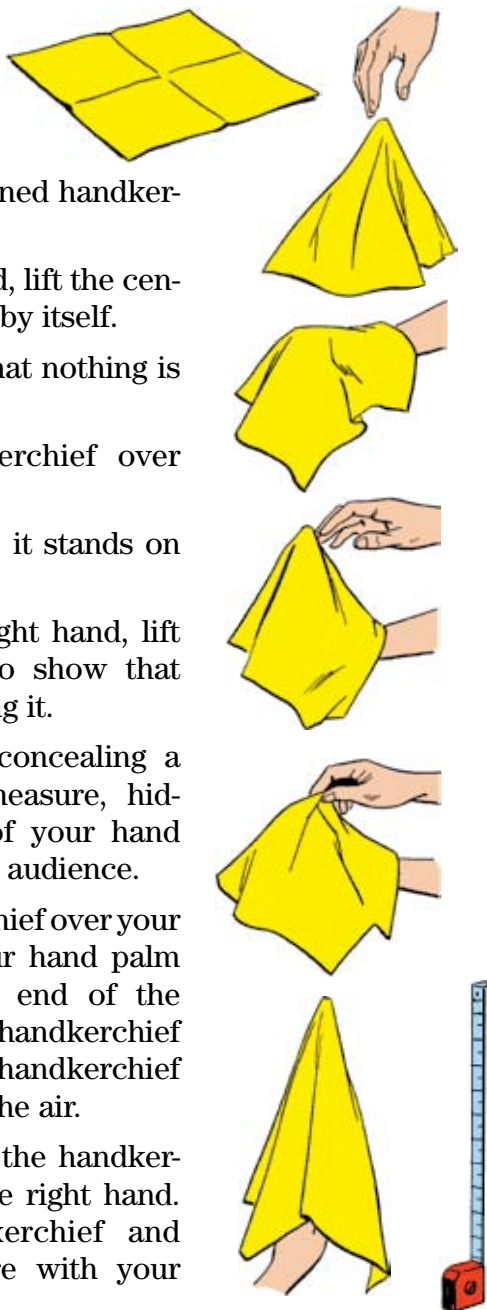 ned handker-
d, lift the cen-
by itself.
hat nothing is
erchief over
it stands on
ght hand, lift
o show that
g it.
concealing a
measure, hid-
of your hand
audience.
hief over your
ur hand palm
end of the
handkerchief
handkerchief
he air.
the handker-
e right hand.
kerchief and
re with your